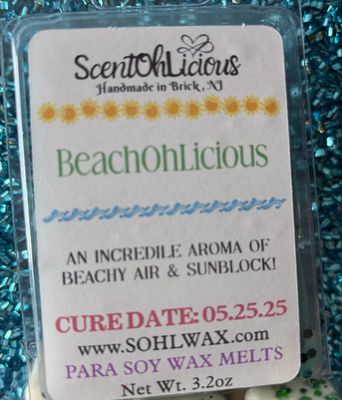 ScentOhLicious
Handmade in Brick, NJ
BeachOhLicious
AN INCREDILE AROMA OF
BEACHY AIR & SUNBLOCK!
CURE DATE: 05.25.25
www.SOHLWAX.com
PARA SOY WAX MELTS
Net Wt. 3.2oz